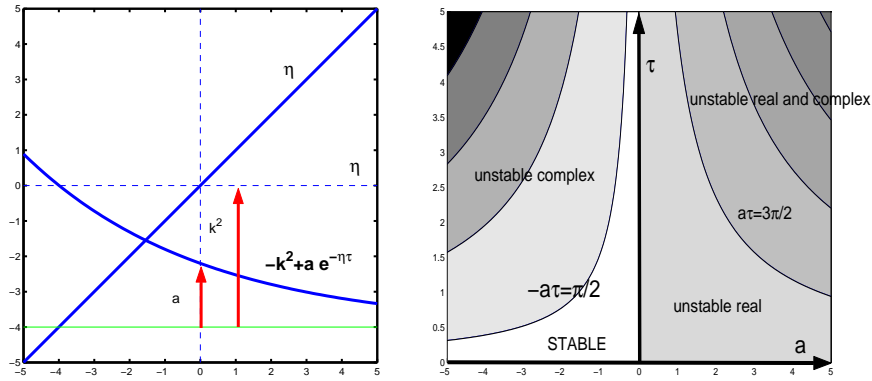 5
4
3
2
1
0
−1
−2
−3
−4
−5
−5 −4 −3 −2 −1 0 1 2 3 4 5
η
η
k²
−k²+a e^−ητ
a
5
4.5
4
3.5
3
2.5
2
1.5
1
0.5
0
−5 −4 −3 −2 −1 0 1 2 3 4 5
τ
unstable real and complex
unstable complex
aτ=3π/2
−aτ=π/2
unstable real
STABLE
a